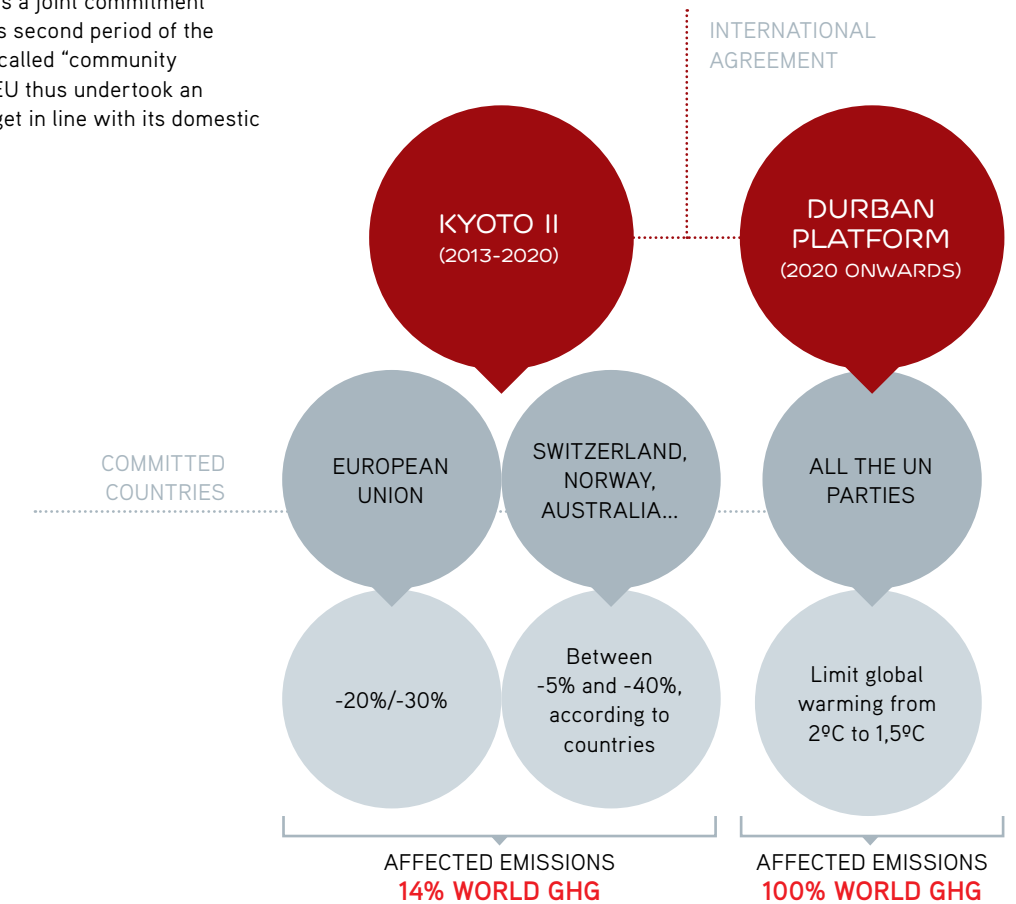 s a joint commitment
s second period of the
called “community
EU thus undertook an
get in line with its domestic
INTERNATIONAL
AGREEMENT
KYOTO II
(2013-2020)
DURBAN
PLATFORM
(2020 ONWARDS)
COMMITTED
COUNTRIES
EUROPEAN
UNION
SWITZERLAND,
NORWAY,
AUSTRALIA...
ALL THE UN
PARTIES
-20%/-30%
Between
-5% and -40%,
according to
countries
Limit global
warming from
2ºC to 1,5ºC
AFFECTED EMISSIONS
14% WORLD GHG
AFFECTED EMISSIONS
100% WORLD GHG